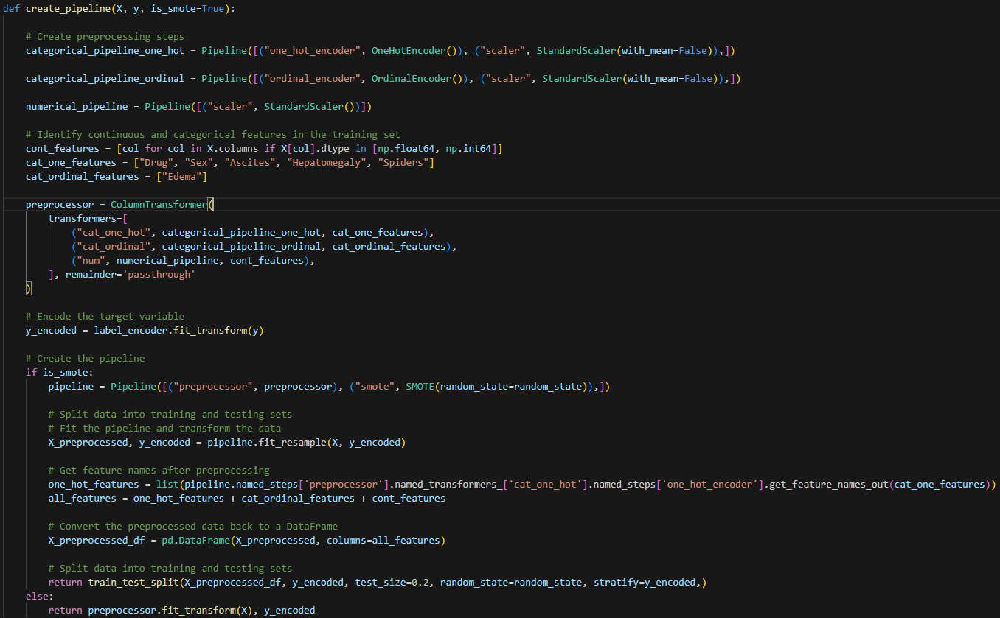 def create_pipeline(X, y, is_smote=True):
# Create preprocessing steps
categorical_pipeline_one_hot = Pipeline([("one_hot_encoder", OneHotEncoder()), ("scaler", StandardScaler(with_mean=False)),])
categorical_pipeline_ordinal = Pipeline([("ordinal_encoder", OrdinalEncoder()), ("scaler", StandardScaler(with_mean=False)),])
numerical_pipeline = Pipeline([("scaler", StandardScaler())])
# Identify continuous and categorical features in the training set
cont_features = [col for col in X.columns if X[col].dtype in [np.float64, np.int64]]
cat_one_features = ["Drug", "Sex", "Ascites", "Hepatomegaly", "Spiders"]
cat_ordinal_features = ["Edema"]
preprocessor = ColumnTransformer(
transformers=[
("cat_one_hot", categorical_pipeline_one_hot, cat_one_features),
("cat_ordinal", categorical_pipeline_ordinal, cat_ordinal_features),
("num", numerical_pipeline, cont_features),
], remainder='passthrough'
)
# Encode the target variable
y_encoded = label_encoder.fit_transform(y)
# Create the pipeline
if is_smote:
pipeline = Pipeline([("preprocessor", preprocessor), ("smote", SMOTE(random_state=random_state)),])
# Split data into training and testing sets
# Fit the pipeline and transform the data
X_preprocessed, y_encoded = pipeline.fit_resample(X, y_encoded)
# Get feature names after preprocessing
one_hot_features = list(pipeline.named_steps['preprocessor'].named_transformers_['cat_one_hot'].named_steps['one_hot_encoder'].get_feature_names_out(cat_one_features))
all_features = one_hot_features + cat_ordinal_features + cont_features
# Convert the preprocessed data back to a DataFrame
X_preprocessed_df = pd.DataFrame(X_preprocessed, columns=all_features)
# Split data into training and testing sets
return train_test_split(X_preprocessed_df, y_encoded, test_size=0.2, random_state=random_state, stratify=y_encoded,)
else:
return preprocessor.fit_transform(X), y_encoded